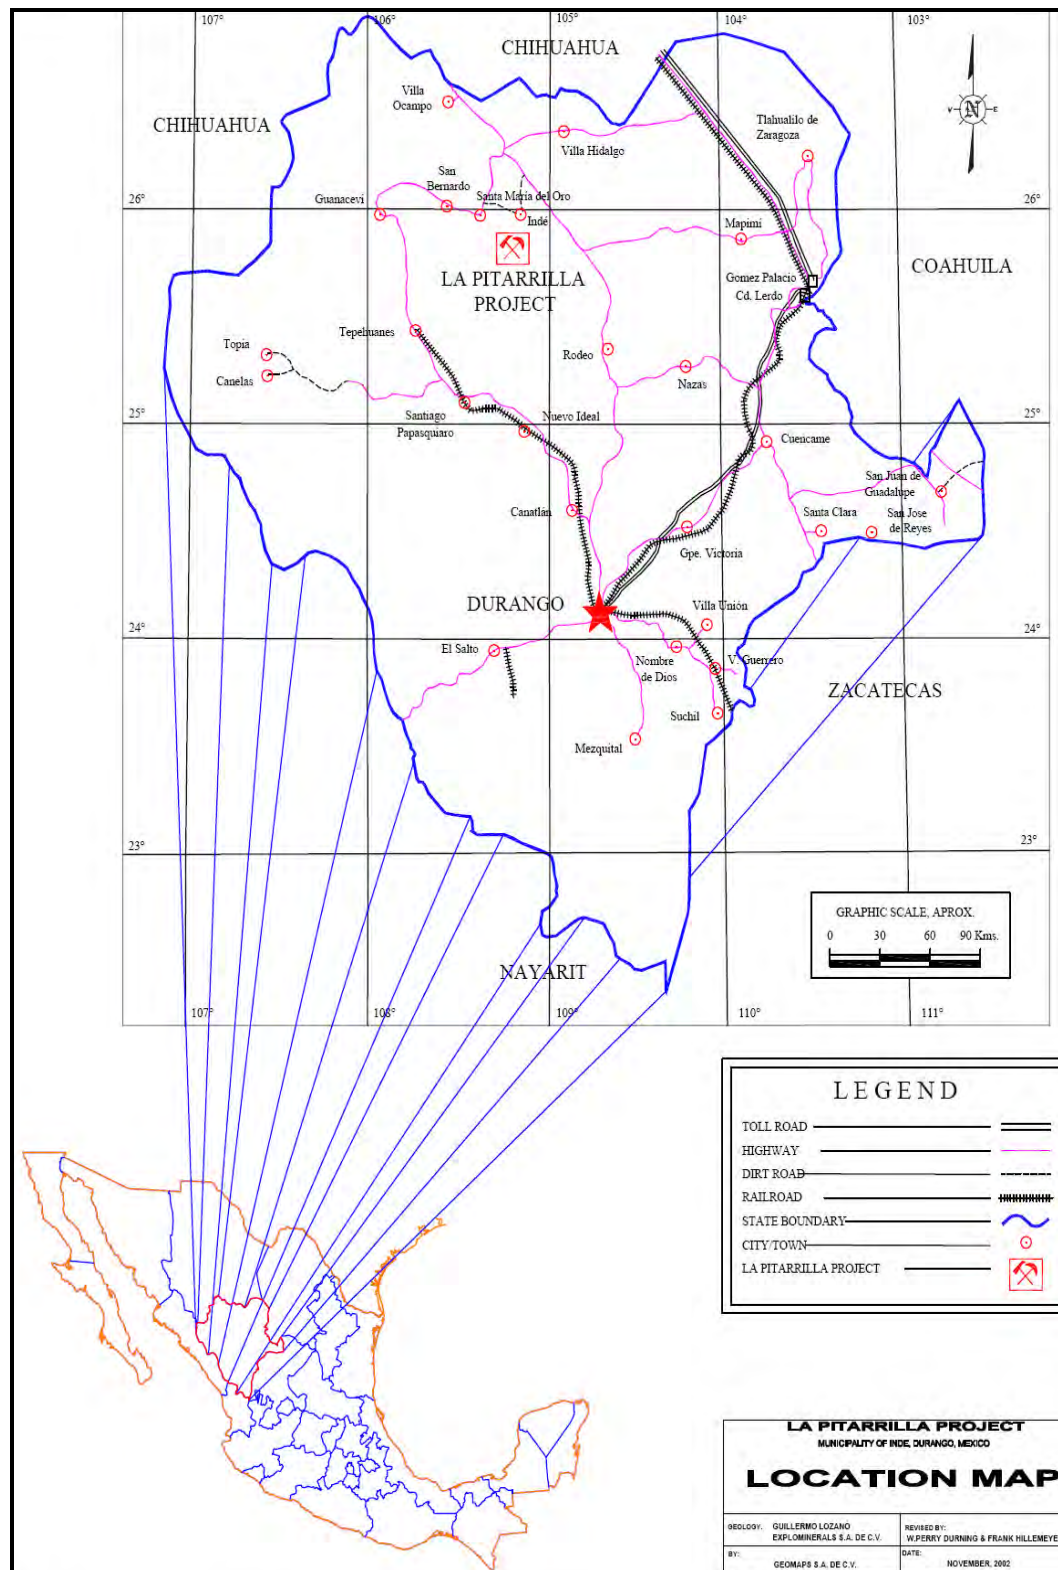 107°
106°
105°
104°
103°
CHIHUAHUA
Villa
Ocampo
CHIHUAHUA
Tlahualilo de
Zaragoza
V
N
E
Villa Hidalgo
San
Bernardo
Guanacevi
Santa María del Oro
Indé
26°
26°
Mapimí
LA PITARRILLA
PROJECT
COAHUILA
Gomez Palacio
Cd. Lerdo
Tepehuanes
Topia
Canelas
Rodeo
Nazas
25°
25°
Santiago
Papasquiaro
Nuevo Ideal
Cuencame
San Juan de
Guadalupe
Canatlán
Santa Clara
San Jose
de Reyes
Gpe. Victoria
DURANGO
Villa Unión
24°
24°
El Salto
Nombre
de Dios
V. Guerrero
ZACATECAS
Suchil
Mezquital
23°
23°
GRAPHIC SCALE, APROX.
0 30 60 90 Kms.
NAYARIT
107°
108°
109°
110°
111°
LEGEND
TOLL ROAD
HIGHWAY
DIRT ROAD
RAILROAD
STATE BOUNDARY
CITY/TOWN
LA PITARRILLA PROJECT
LA PITARRILLA PROJECT
MUNICIPALITY OF INDE, DURANGO, MEXICO
LOCATION MAP
GEOLOGY: GUILLERMO LOZANO
EXPLOMINERALS S.A. DE C.V.
REVISED BY:
W.PERRY DURNING & FRANK HILLEMEYE
BY:
GEOMAPS S.A. DE C.V.
DATE:
NOVEMBER, 2002